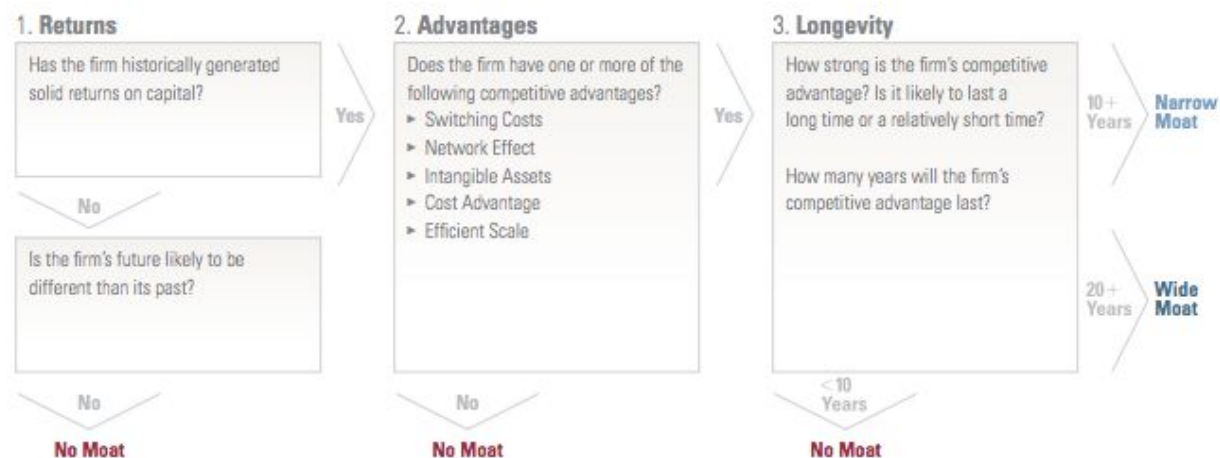 1. Returns
Has the firm historically generated
solid returns on capital?
Yes
No
Is the firm's future likely to be
different than its past?
No
No Moat
2. Advantages
Does the firm have one or more of the
following competitive advantages?
► Switching Costs
► Network Effect
► Intangible Assets
► Cost Advantage
► Efficient Scale
Yes
No
No Moat
3. Longevity
How strong is the firm's competitive
advantage? Is it likely to last a
long time or a relatively short time?
How many years will the firm's
competitive advantage last?
10+
Years
Narrow
Moat
20+
Years
Wide
Moat
<10
Years
No Moat